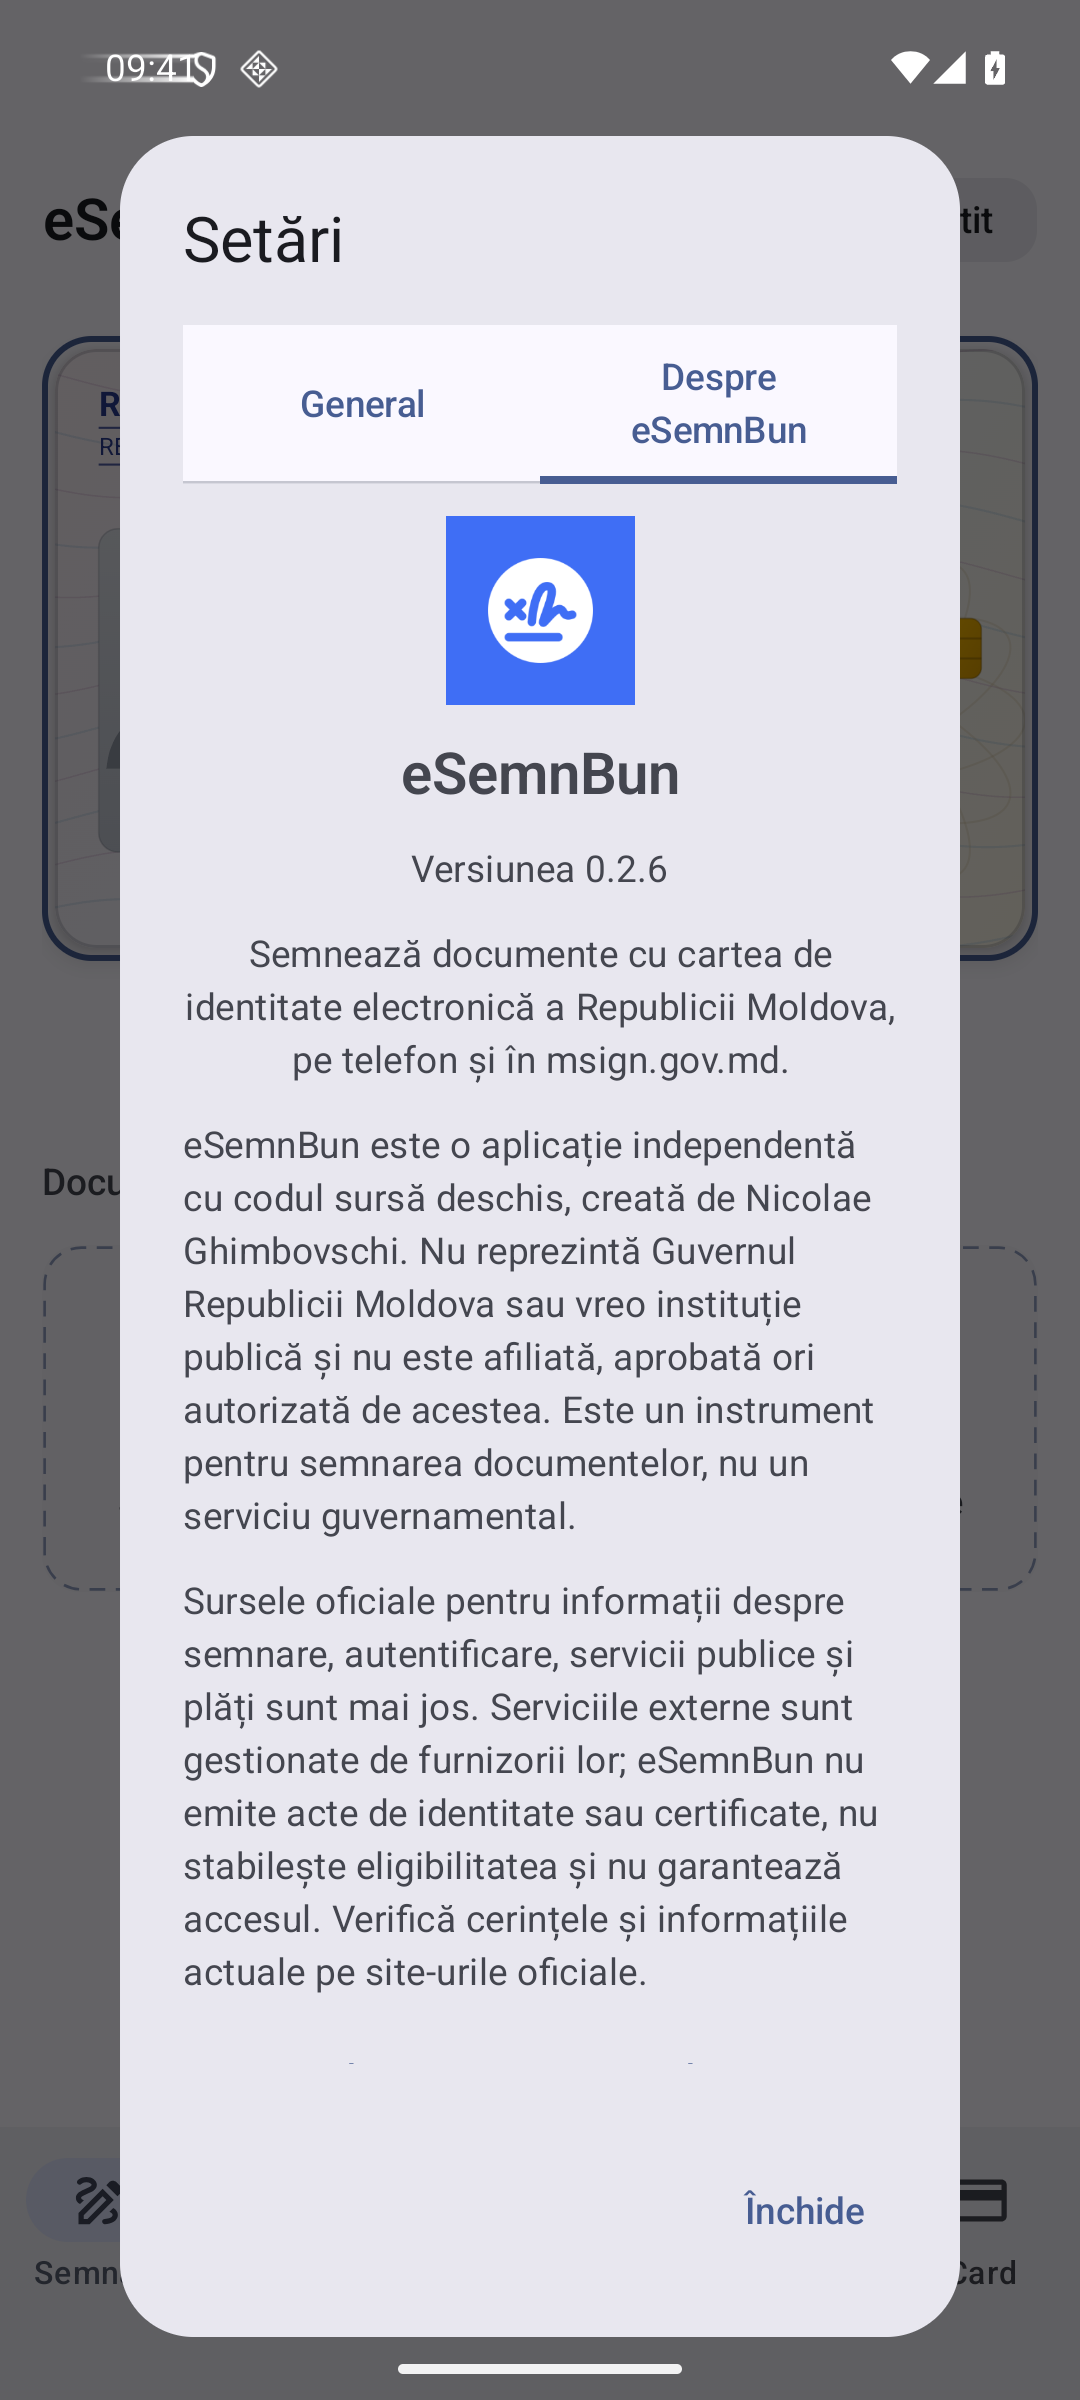 09:41
eSe
tit
Setări
General
Despre
eSemnBun
eSemnBun
Versiunea 0.2.6
Semnează documente cu cartea de
identitate electronică a Republicii Moldova,
pe telefon și în msign.gov.md.
eSemnBun este o aplicație independentă
cu codul sursă deschis, creată de Nicolae
Ghimbovschi. Nu reprezintă Guvernul
Republicii Moldova sau vreo instituție
publică și nu este afiliată, aprobată ori
autorizată de acestea. Este un instrument
pentru semnarea documentelor, nu un
serviciu guvernamental.
Sursele oficiale pentru informații despre
semnare, autentificare, servicii publice și
plăți sunt mai jos. Serviciile externe sunt
gestionate de furnizorii lor; eSemnBun nu
emite acte de identitate sau certificate, nu
stabilește eligibilitatea și nu garantează
accesul. Verifică cerințele și informațiile
actuale pe site-urile oficiale.
Docu
Închide
Semn
Card